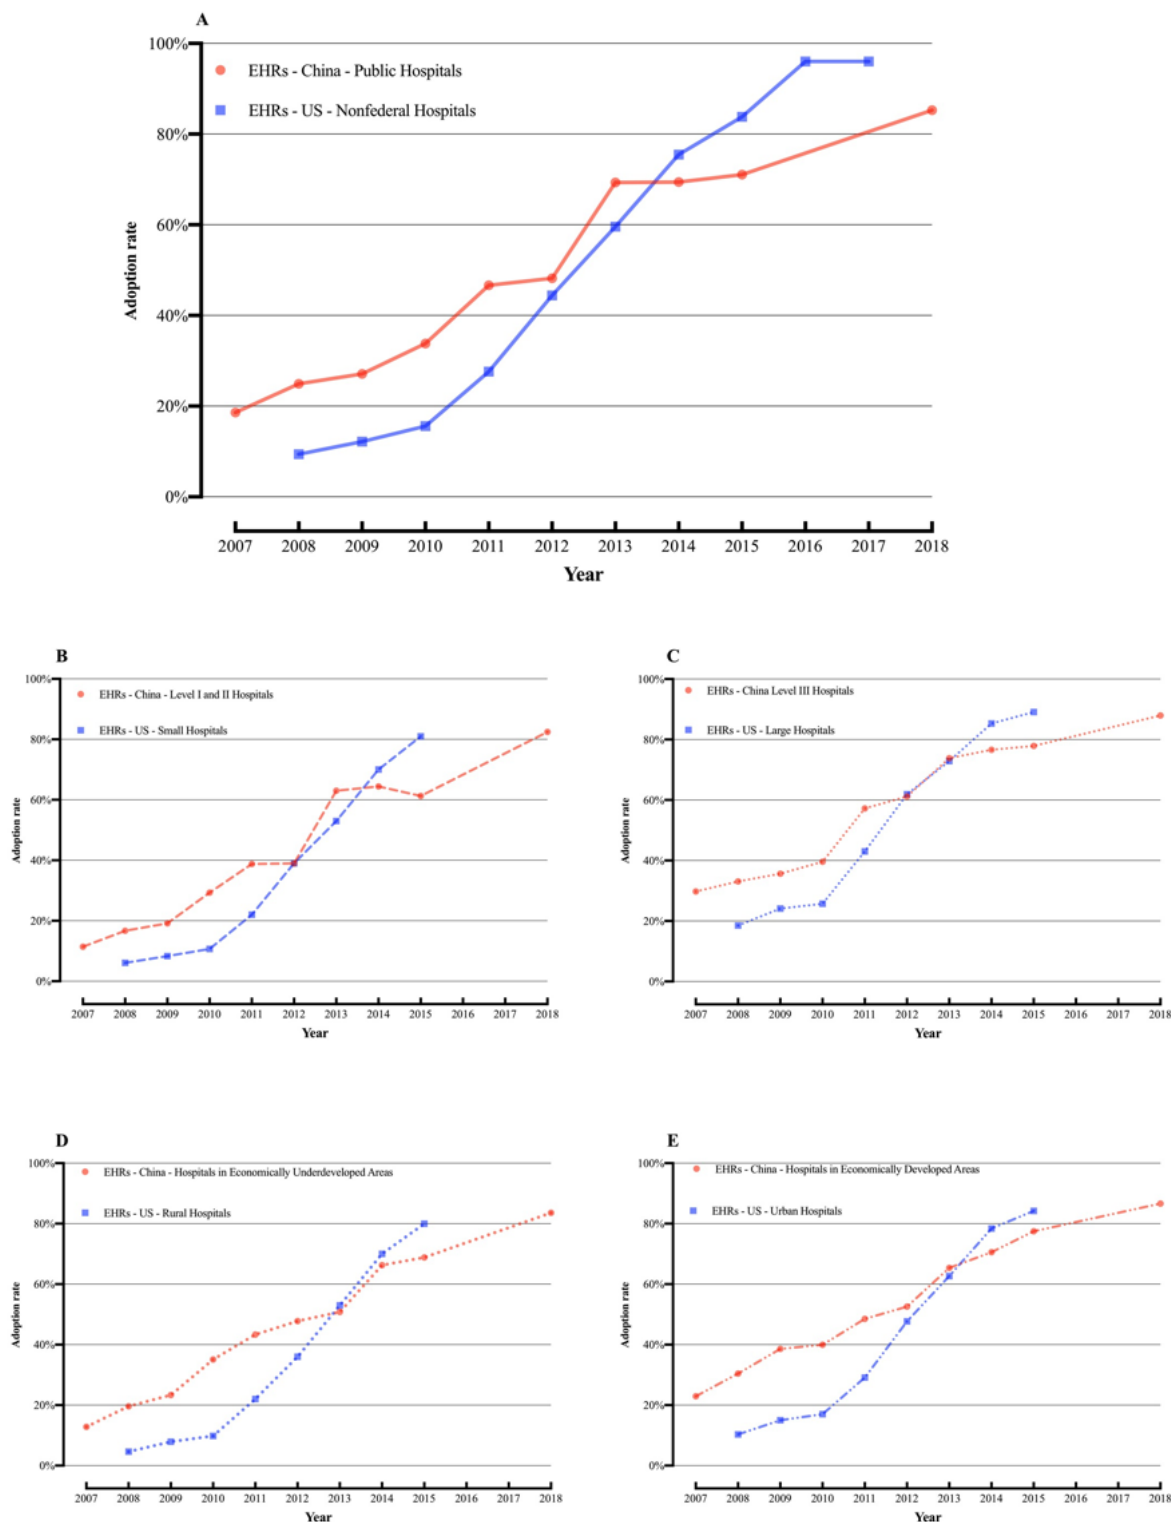 A
100%
EHRs - China - Public Hospitals
EHRs - US - Nonfederal Hospitals
80%
60%
Adoption rate
40%
20%
0%
2007 2008 2009 2010 2011 2012 2013 2014 2015 2016 2017 2018
Year
B
100%
EHRs - China - Level I and II Hospitals
EHRs - US - Small Hospitals
80%
60%
Adoption rate
40%
20%
0%
2007 2008 2009 2010 2011 2012 2013 2014 2015 2016 2017 2018
Year
C
100%
EHRs - China Level III Hospitals
EHRs - US - Large Hospitals
80%
60%
Adoption rate
40%
20%
0%
2007 2008 2009 2010 2011 2012 2013 2014 2015 2016 2017 2018
Year
D
100%
EHRs - China - Hospitals in Economically Underdeveloped Areas
EHRs - US - Rural Hospitals
80%
60%
Adoption rate
40%
20%
0%
2007 2008 2009 2010 2011 2012 2013 2014 2015 2016 2017 2018
Year
E
100%
EHRs - China - Hospitals in Economically Developed Areas
EHRs - US - Urban Hospitals
80%
60%
Adoption rate
40%
20%
0%
2007 2008 2009 2010 2011 2012 2013 2014 2015 2016 2017 2018
Year